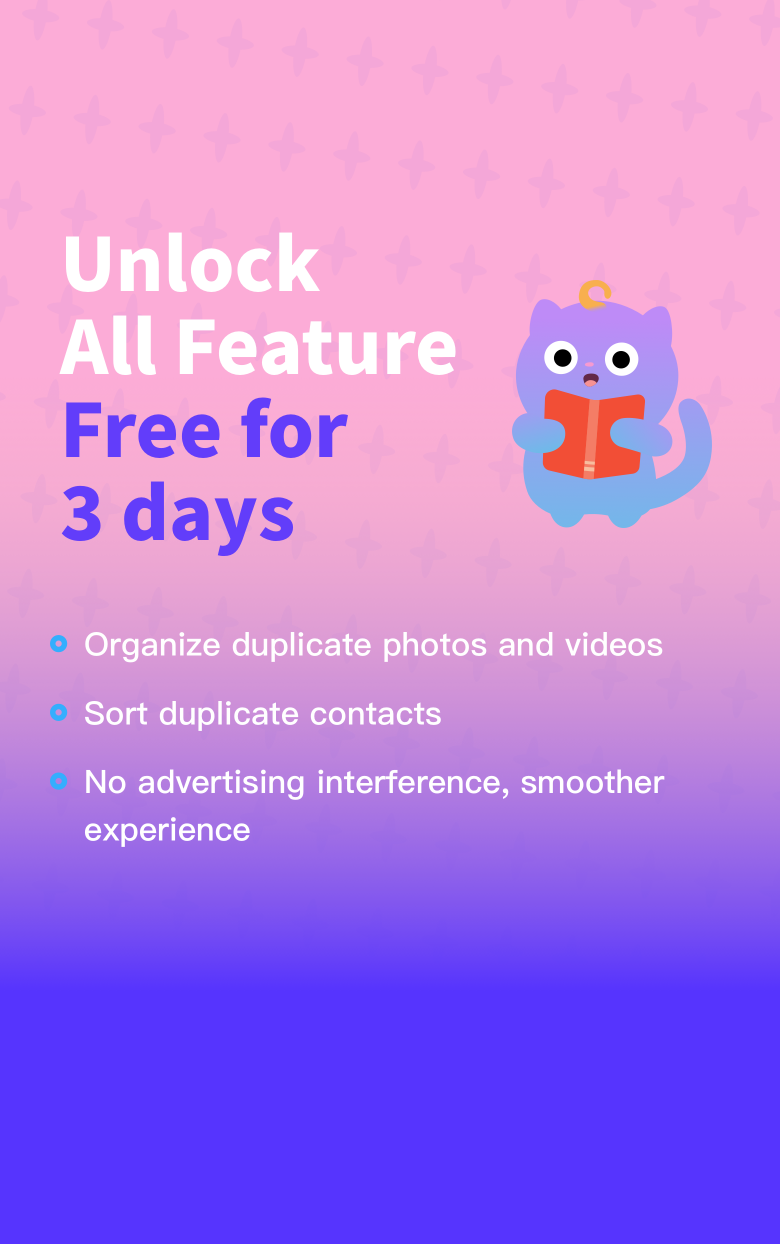 Unlock
All Feature
Free for
3 days
Organize duplicate photos and videos
Sort duplicate contacts
No advertising interference, smoother
experience